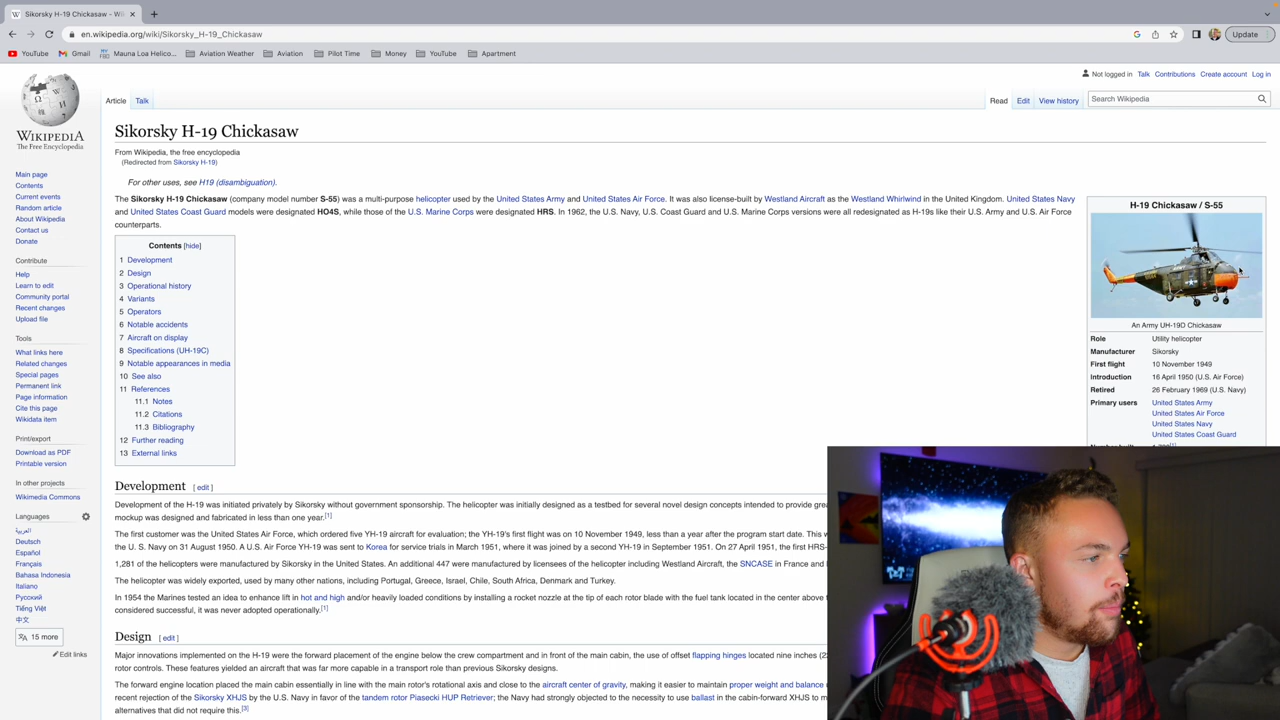 Sikorsky H-19 Chickasaw - Wi
en.wikipedia.org/wiki/Sikorsky_H-19_Chickasaw
Update
YouTube Gmail Mauna Loa Helico... Aviation Weather Aviation Pilot Time Money YouTube Apartment
Not logged in Talk Contributions Create account Log in
Article Talk Read Edit View history Search Wikipedia
WIKIPEDIA
The Free Encyclopedia
Main page
Contents
Current events
Random article
About Wikipedia
Contact us
Donate
Contribute
Help
Learn to edit
Community portal
Recent changes
Upload file
Tools
What links here
Related changes
Special pages
Permanent link
Page information
Cite this page
Wikidata item
Print/export
Download as PDF
Printable version
In other projects
Wikimedia Commons
Languages
العربية
Deutsch
Español
Français
Bahasa Indonesia
Italiano
Русский
Tiếng Việt
中文
15 more
Edit links
Sikorsky H-19 Chickasaw
From Wikipedia, the free encyclopedia
(Redirected from Sikorsky H-19)
For other uses, see H19 (disambiguation).
The Sikorsky H-19 Chickasaw (company model number S-55) was a multi-purpose helicopter used by the United States Army and United States Air Force. It was also license-built by Westland Aircraft as the Westland Whirlwind in the United Kingdom. United States Navy
and United States Coast Guard models were designated HO4S, while those of the U.S. Marine Corps were designated HRS. In 1962, the U.S. Navy, U.S. Coast Guard and U.S. Marine Corps versions were all redesignated as H-19s like their U.S. Army and U.S. Air Force
counterparts.
Contents [hide]
1 Development
2 Design
3 Operational history
4 Variants
5 Operators
6 Notable accidents
7 Aircraft on display
8 Specifications (UH-19C)
9 Notable appearances in media
10 See also
11 References
11.1 Notes
11.2 Citations
11.3 Bibliography
12 Further reading
13 External links
H-19 Chickasaw / S-55
An Army UH-19D Chickasaw
Role Utility helicopter
Manufacturer Sikorsky
First flight 10 November 1949
Introduction 16 April 1950 (U.S. Air Force)
Retired 26 February 1969 (U.S. Navy)
Primary users United States Army
United States Air Force
United States Navy
United States Coast Guard
Development [ edit ]
Development of the H-19 was initiated privately by Sikorsky without government sponsorship. The helicopter was initially designed as a testbed for several novel design concepts intended to provide grea
mockup was designed and fabricated in less than one year.[1]
The first customer was the United States Air Force, which ordered five YH-19 aircraft for evaluation; the YH-19's first flight was on 10 November 1949, less than a year after the program start date. This w
the U. S. Navy on 31 August 1950. A U.S. Air Force YH-19 was sent to Korea for service trials in March 1951, where it was joined by a second YH-19 in September 1951. On 27 April 1951, the first HRS-
1,281 of the helicopters were manufactured by Sikorsky in the United States. An additional 447 were manufactured by licensees of the helicopter including Westland Aircraft, the SNCASE in France and
The helicopter was widely exported, used by many other nations, including Portugal, Greece, Israel, Chile, South Africa, Denmark and Turkey.
In 1954 the Marines tested an idea to enhance lift in hot and high and/or heavily loaded conditions by installing a rocket nozzle at the tip of each rotor blade with the fuel tank located in the center above t
considered successful, it was never adopted operationally.[1]
Design [ edit ]
Major innovations implemented on the H-19 were the forward placement of the engine below the crew compartment and in front of the main cabin, the use of offset flapping hinges located nine inches (2
rotor controls. These features yielded an aircraft that was far more capable in a transport role than previous Sikorsky designs.
The forward engine location placed the main cabin essentially in line with the main rotor's rotational axis and close to the aircraft center of gravity, making it easier to maintain proper weight and balance
recent rejection of the Sikorsky XHJS by the U.S. Navy in favor of the tandem rotor Piasecki HUP Retriever; the Navy had strongly objected to the necessity to use ballast in the cabin-forward XHJS to m
alternatives that did not require this.[3]